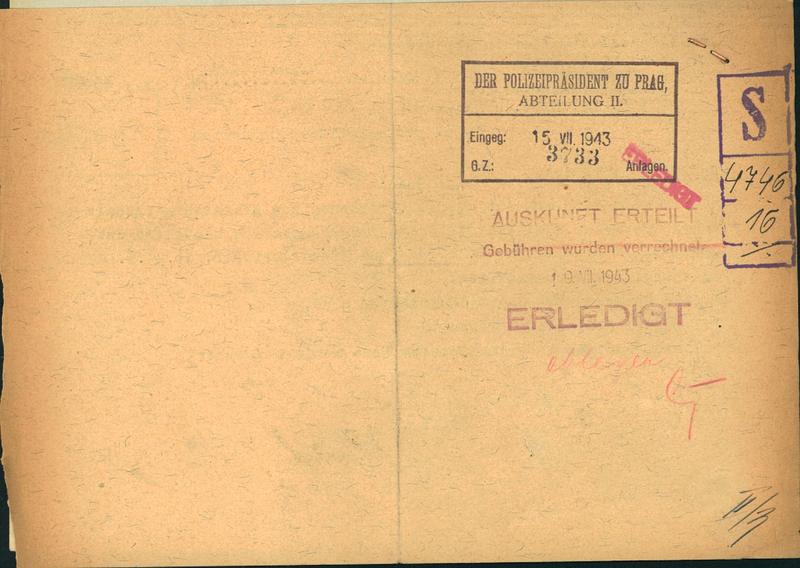 DER POLIZEIPRÄSIDENT ZU PRAG,
ABTEILUNG II.
Eingeg: 15. VII. 1943
3733
G.Z.: Anlagen.
ERLEDIGT
S
4746
16
AUSKUNFT ERTEILT
Gebühren wurden verrechnet
19. VII. 1943
ERLEDIGT
ablegen